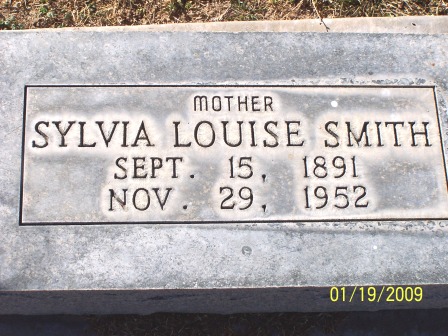 MOTHER
SYLVIA LOUISE SMITH
SEPT. 15, 1891
NOV. 29, 1952
01/19/2009